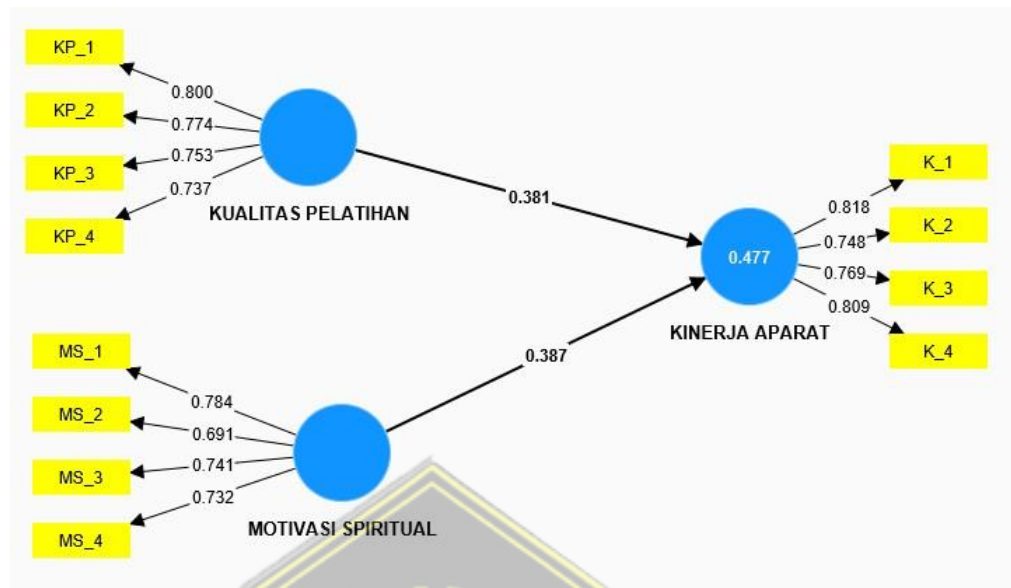 KP_1
0.800
KP_2
0.774
KP_3
0.753
KP_4
0.737
KUALITAS PELATIHAN
0.381
MS_1
0.784
MS_2
0.691
MS_3
0.741
MS_4
0.732
MOTIVASI SPIRITUAL
0.387
0.477
KINERJA APARAT
K_1
0.818
K_2
0.748
K_3
0.769
K_4
0.809